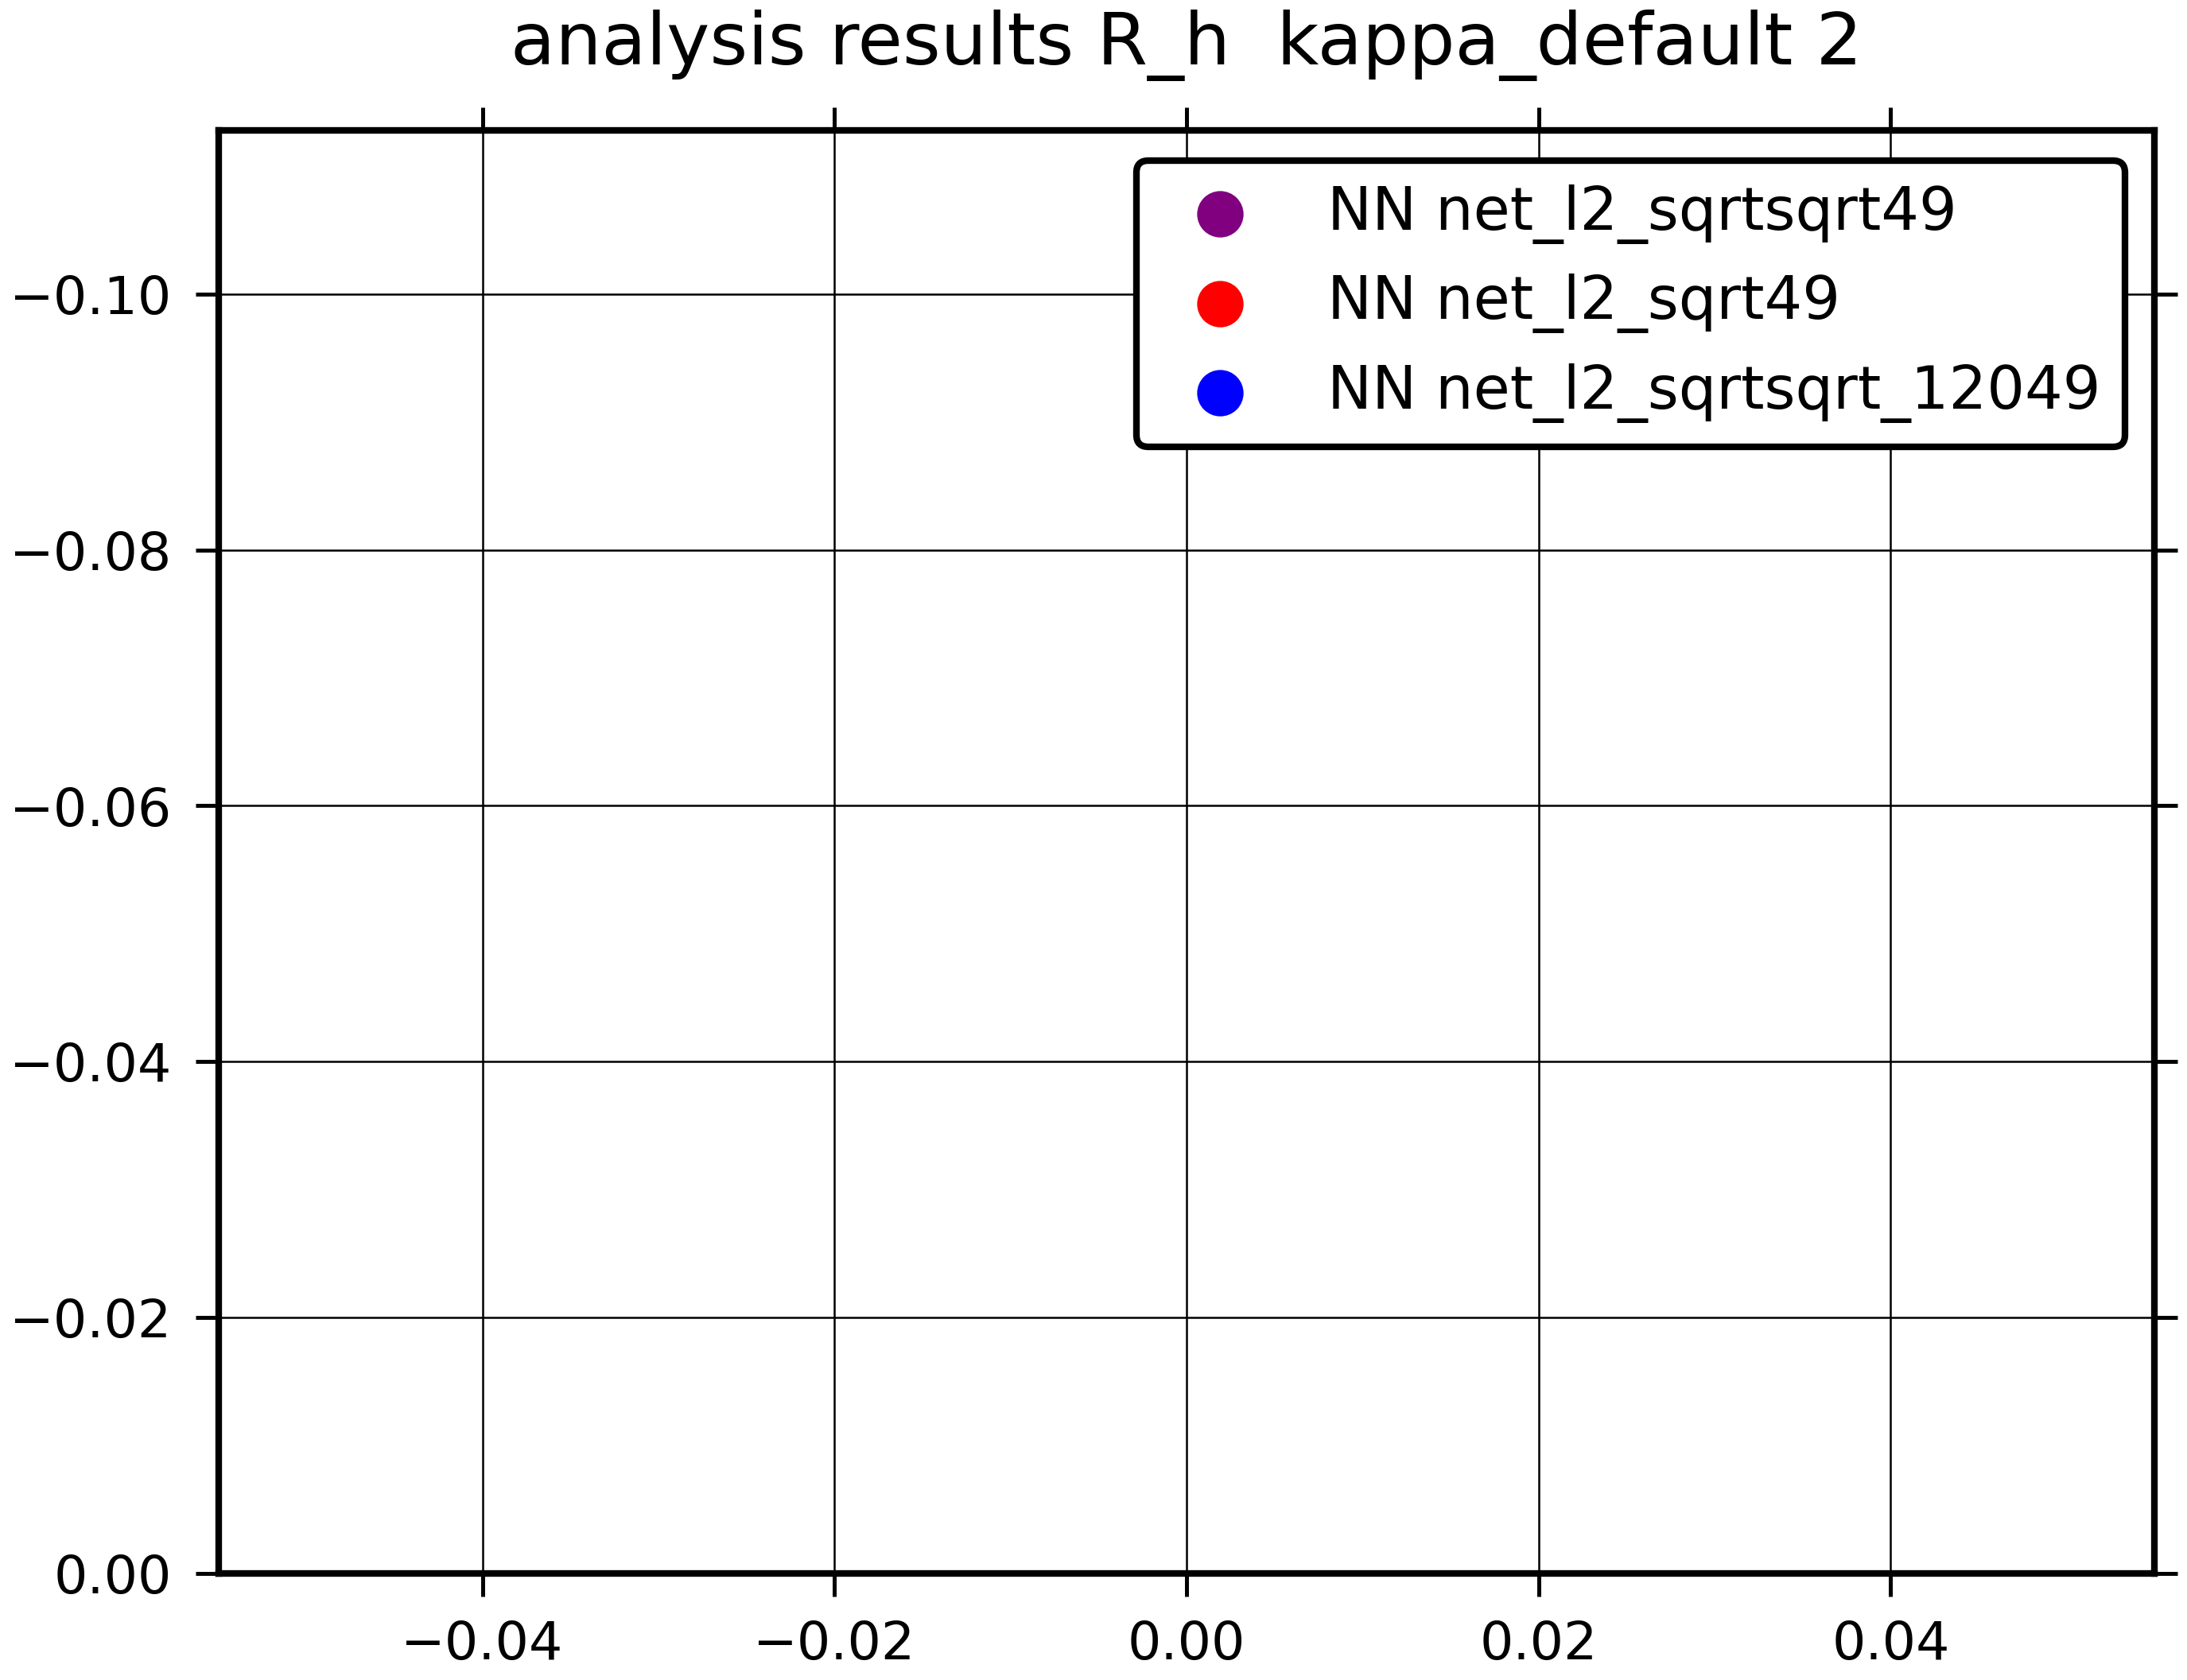 analysis results R_h  kappa_default 2
NN net_l2_sqrtsqrt49
NN net_l2_sqrt49
NN net_l2_sqrtsqrt_12049
−0.10
−0.08
−0.06
−0.04
−0.02
0.00
−0.04 −0.02 0.00 0.02 0.04